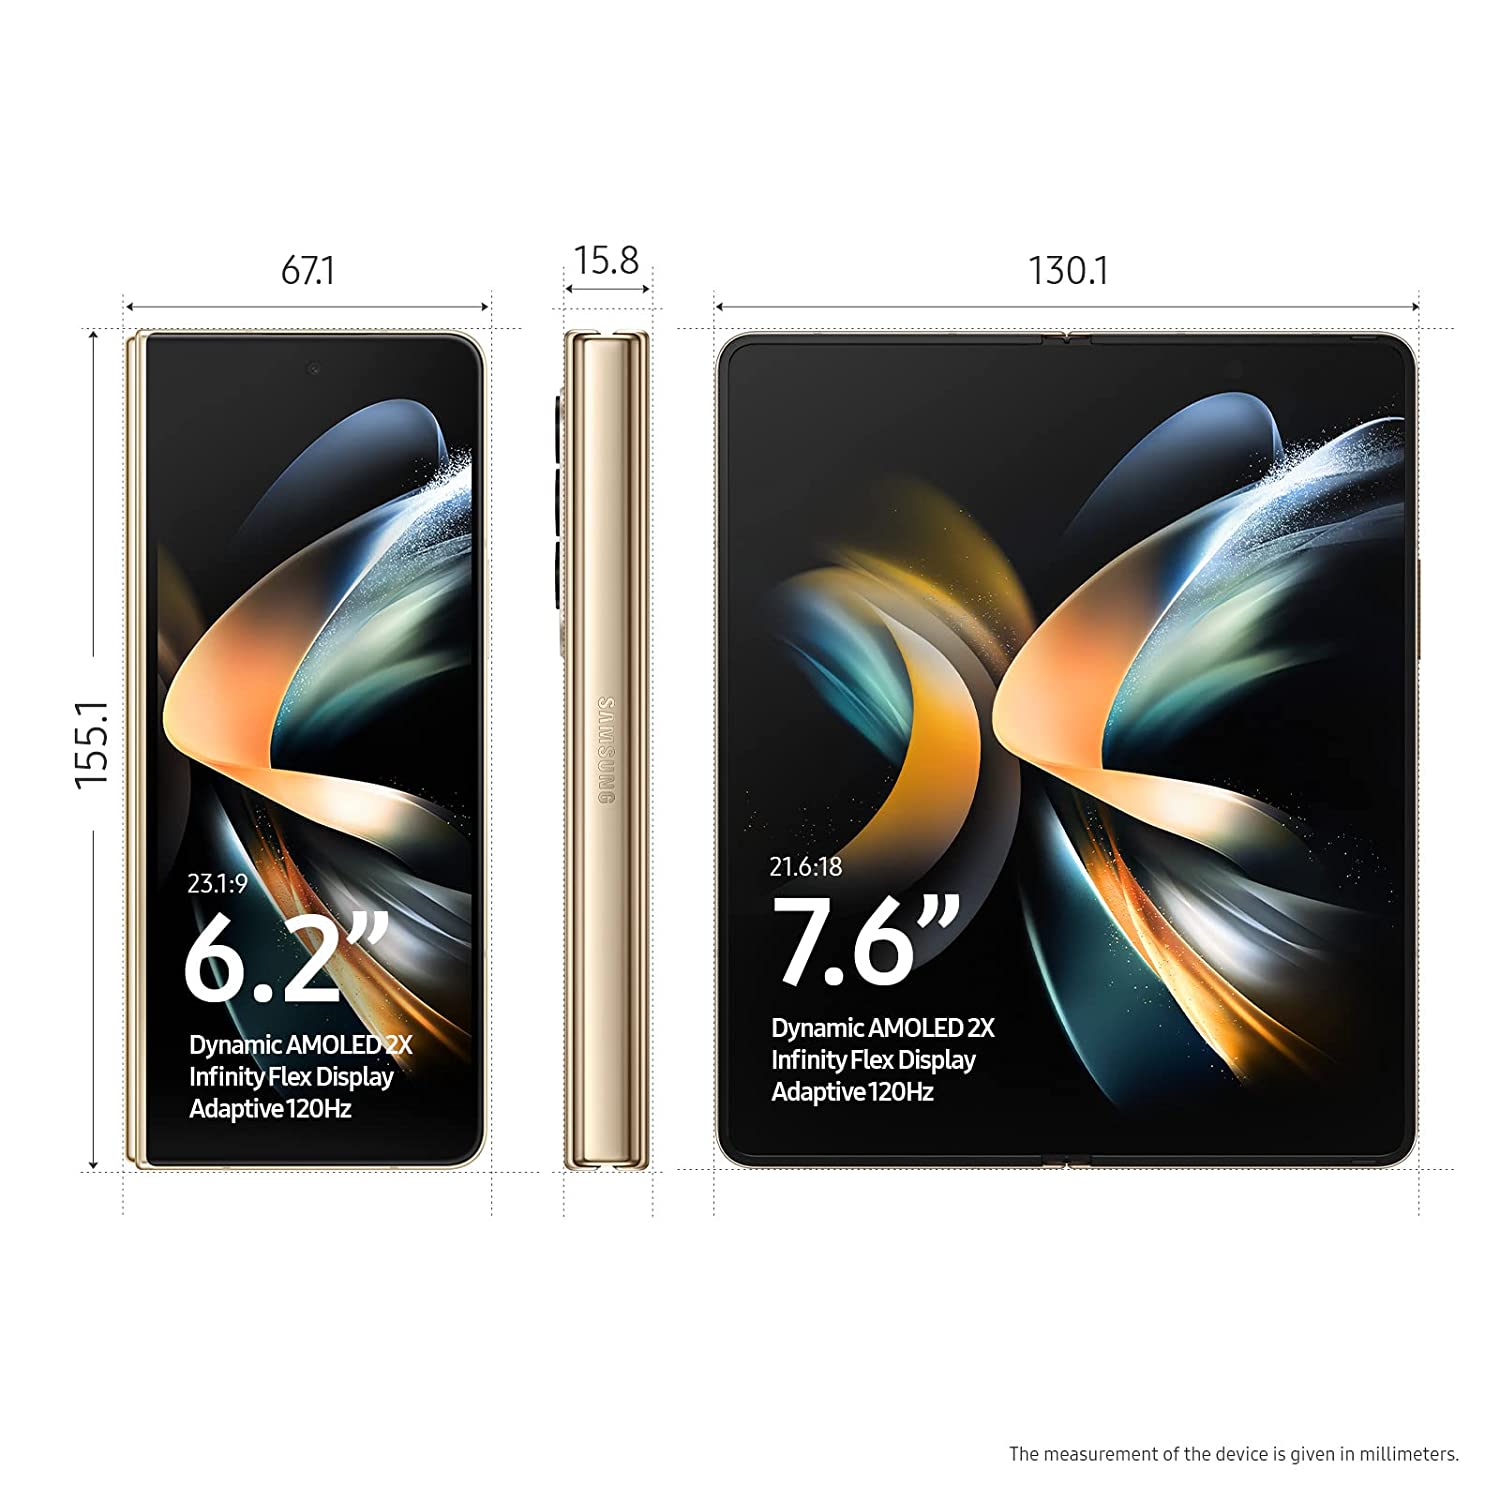 67.1
15.8
130.1
155.1
SAMSUNG
23.1:9
6.2”
Dynamic AMOLED 2X
Infinity Flex Display
Adaptive 120Hz
21.6:18
7.6”
Dynamic AMOLED 2X
Infinity Flex Display
Adaptive 120Hz
The measurement of the device is given in millimeters.